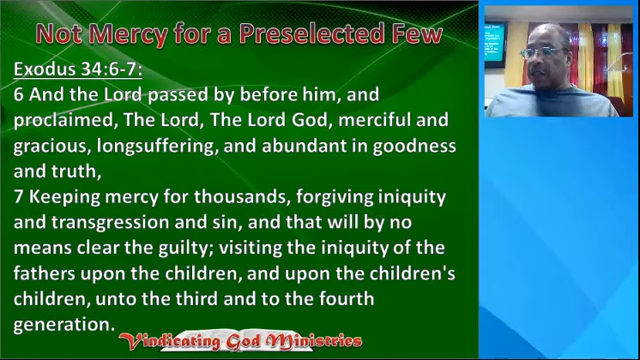 Not Mercy for a Preselected Few
Exodus 34:6-7:
6 And the Lord passed by before him, and
proclaimed, The Lord, The Lord God, merciful and
gracious, longsuffering, and abundant in goodness
and truth,
7 Keeping mercy for thousands, forgiving iniquity
and transgression and sin, and that will by no
means clear the guilty; visiting the iniquity of the
fathers upon the children, and upon the children's
children, unto the third and to the fourth
generation.
Vindicating God Ministries